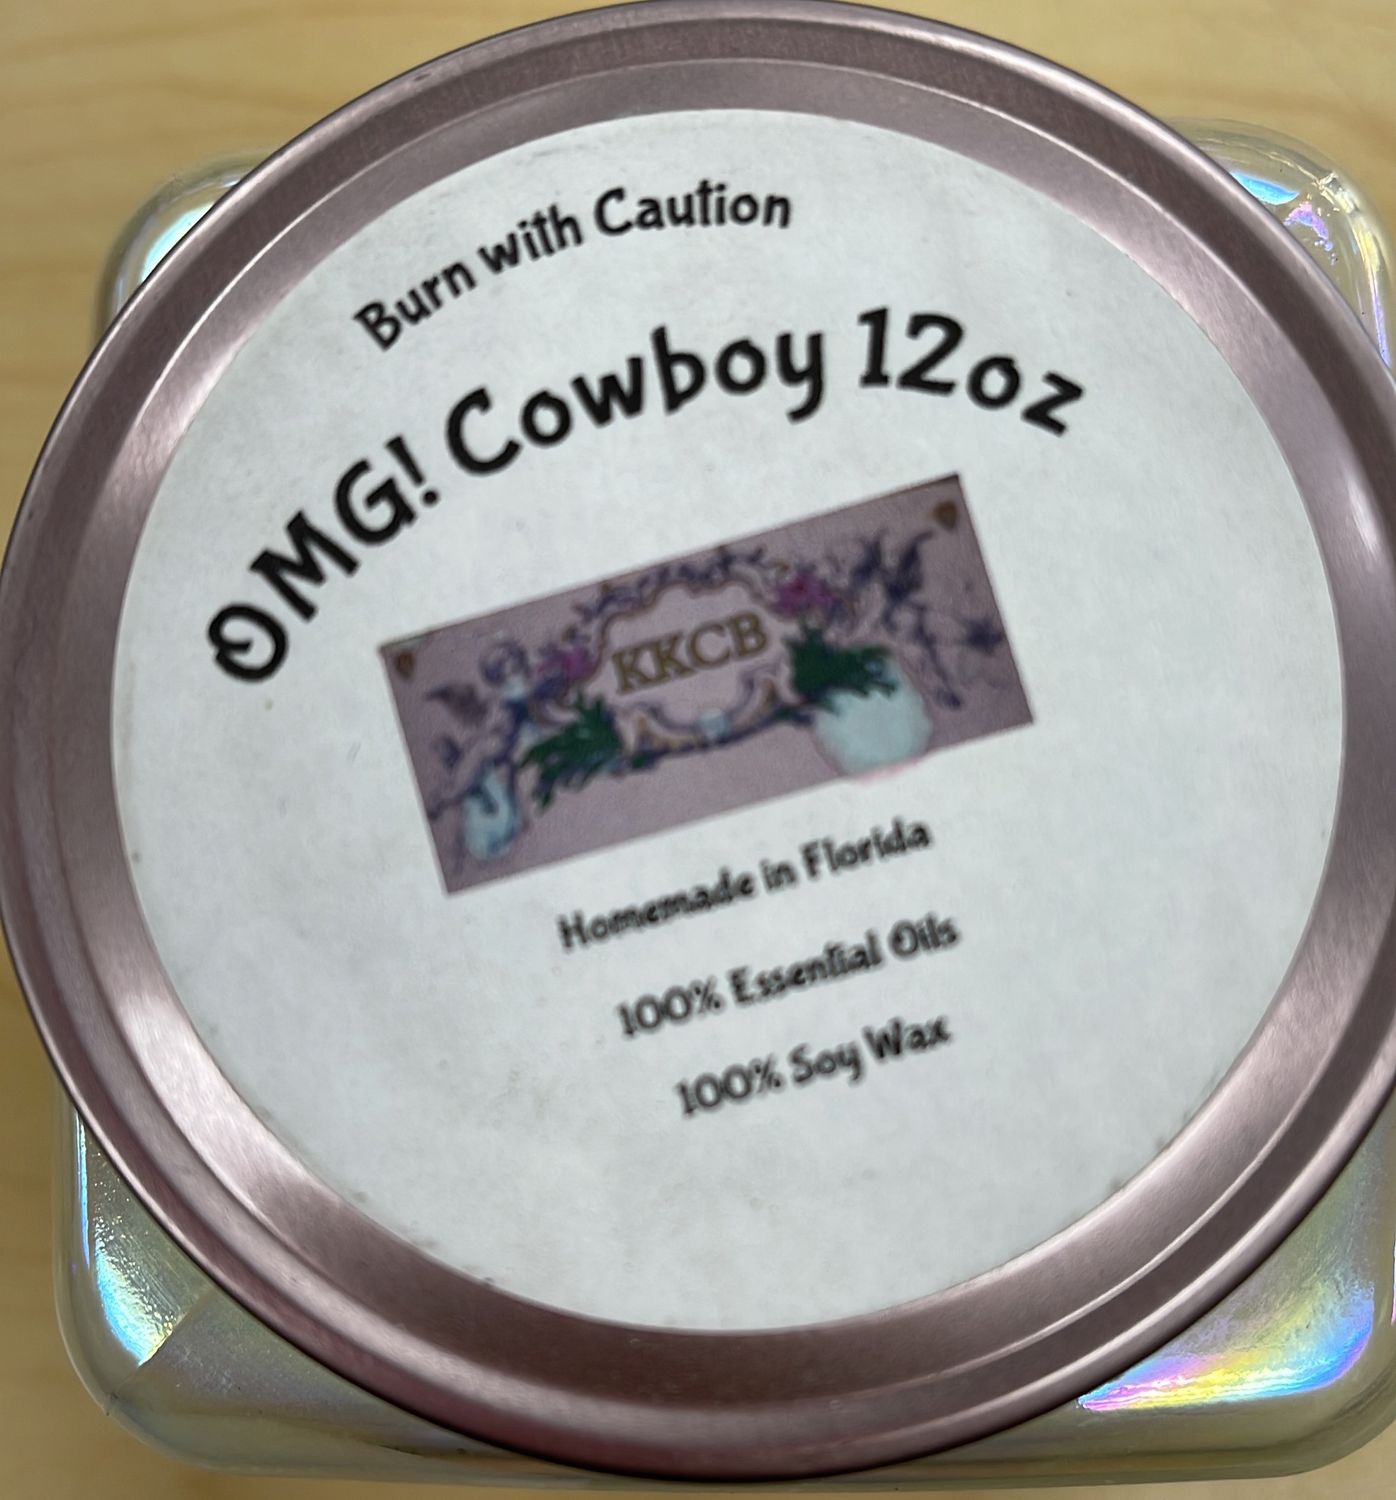 Burn with Caution
OMG! Cowboy 12oz
KKCB
Homemade in Florida
100% Essential Oils
100% Soy Wax